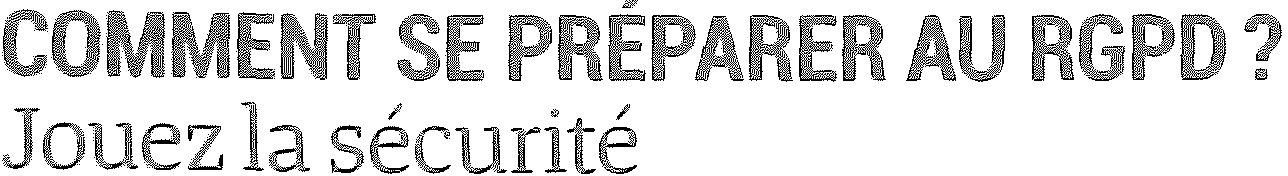 COMMENT SE PRÉPARER AU RGPD ?
Jouez la sécurité